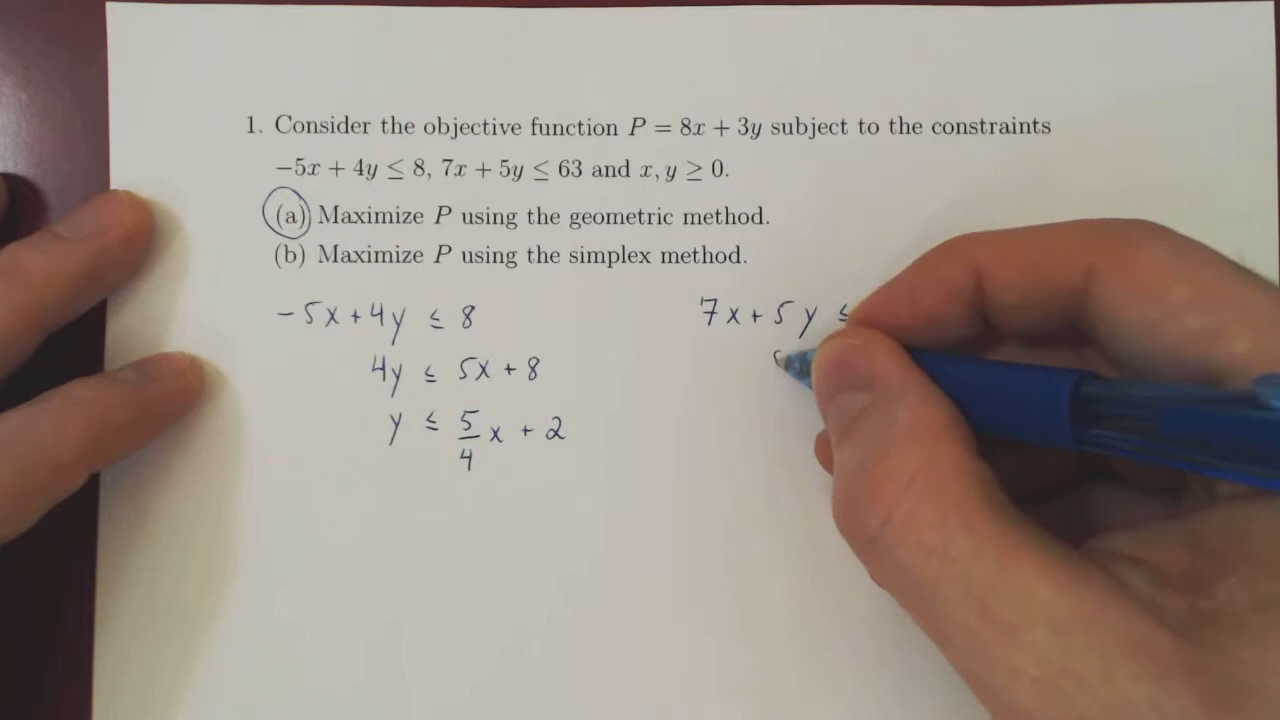 1. Consider the objective function P = 8x + 3y subject to the constraints
−5x + 4y ≤ 8, 7x + 5y ≤ 63 and x, y ≥ 0.
(a) Maximize P using the geometric method.
(b) Maximize P using the simplex method.
-5x+4y ≤ 8
4y ≤ 5x + 8
y ≤ 5/4 x + 2
7x+5y ≤